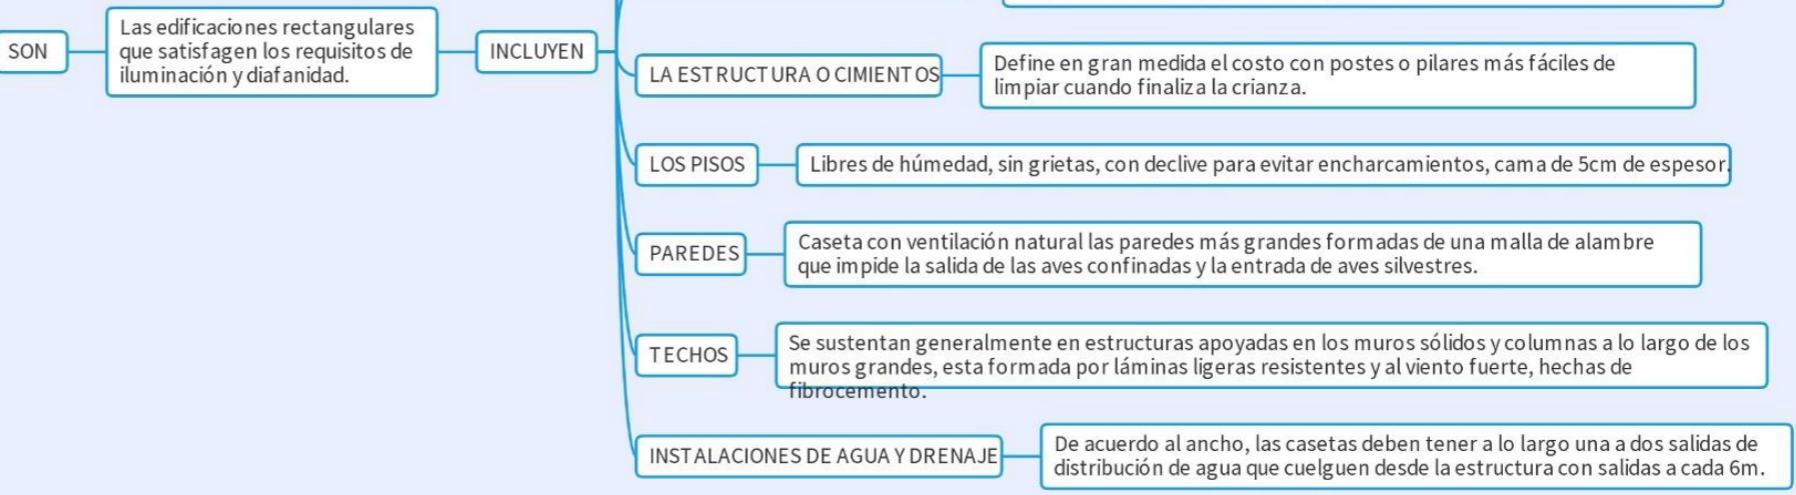 SON
Las edificaciones rectangulares
que satisfagen los requisitos de
iluminación y diafanidad.
INCLUYEN
LA ESTRUCTURA O CIMIENTOS
Define en gran medida el costo con postes o pilares más fáciles de
limpiar cuando finaliza la crianza.
LOS PISOS
Libres de húmedad, sin grietas, con declive para evitar encharcamientos, cama de 5cm de espesor.
PAREDES
Caseta con ventilación natural las paredes más grandes formadas de una malla de alambre
que impide la salida de las aves confinadas y la entrada de aves silvestres.
TECHOS
Se sustentan generalmente en estructuras apoyadas en los muros sólidos y columnas a lo largo de los
muros grandes, esta formada por láminas ligeras resistentes y al viento fuerte, hechas de
fibrocemento.
INSTALACIONES DE AGUA Y DRENAJE
De acuerdo al ancho, las casetas deben tener a lo largo una a dos salidas de
distribución de agua que cuelguen desde la estructura con salidas a cada 6m.